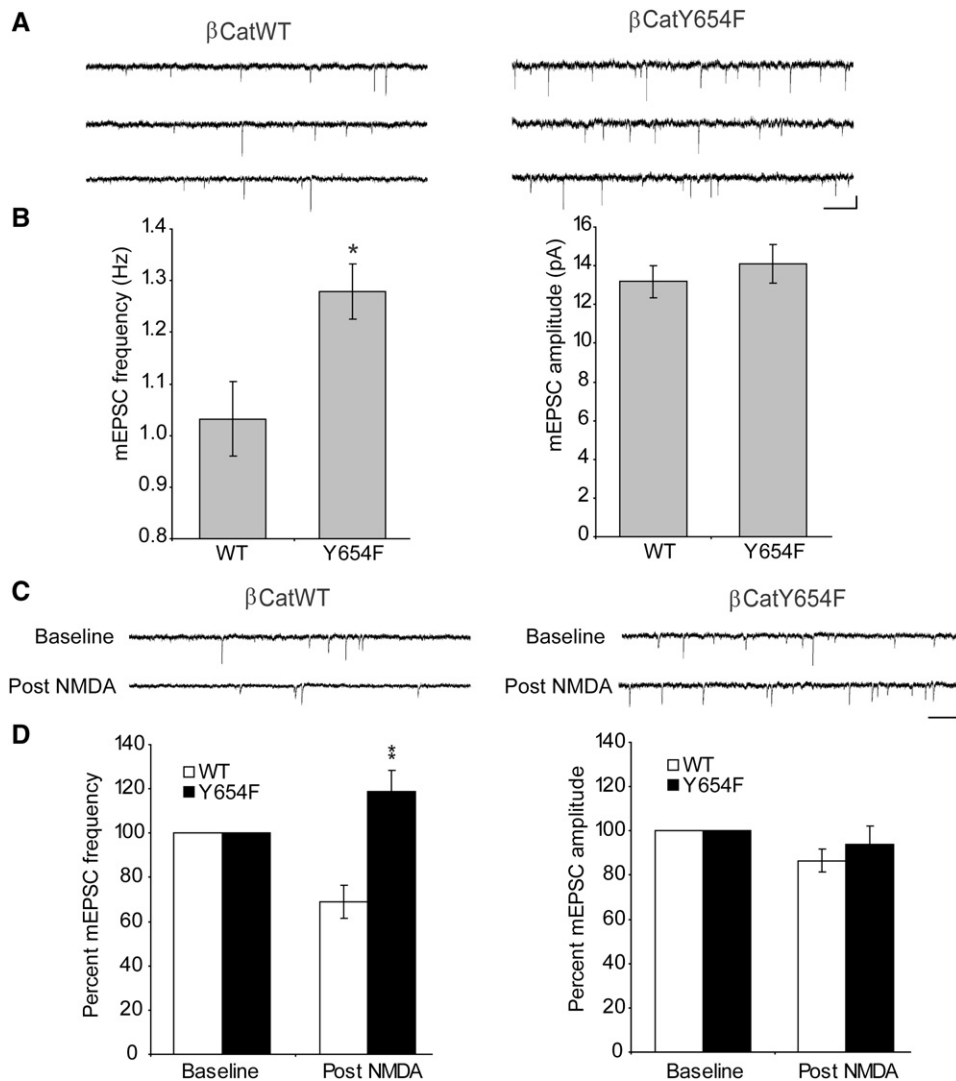 A
βCatWT
βCatY654F
B
mEPSC frequency (Hz)
1.4
1.3
1.2
1.1
1.0
0.9
0.8
*
WT
Y654F
mEPSC amplitude (pA)
16
14
12
10
8
6
4
2
0
WT
Y654F
C
βCatWT
βCatY654F
Baseline
Post NMDA
Baseline
Post NMDA
D
Percent mEPSC frequency
140
120
100
80
60
40
20
0
WT
Y654F
**
Baseline
Post NMDA
Percent mEPSC amplitude
140
120
100
80
60
40
20
0
WT
Y654F
Baseline
Post NMDA